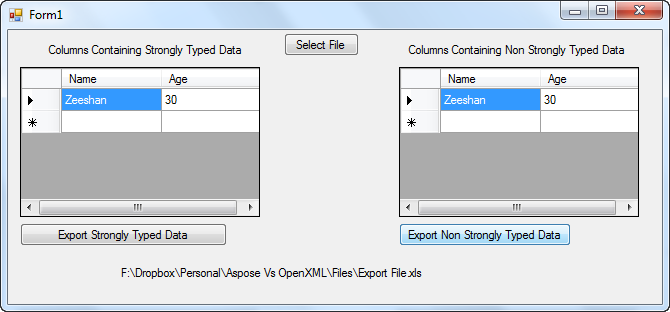 Form1
Select File
Columns Containing Strongly Typed Data
Columns Containing Non Strongly Typed Data
Name Age
Zeeshan 30
Name Age
Zeeshan 30
Export Strongly Typed Data
Export Non Strongly Typed Data
F:\Dropbox\Personal\Aspose Vs OpenXML\Files\Export File.xls